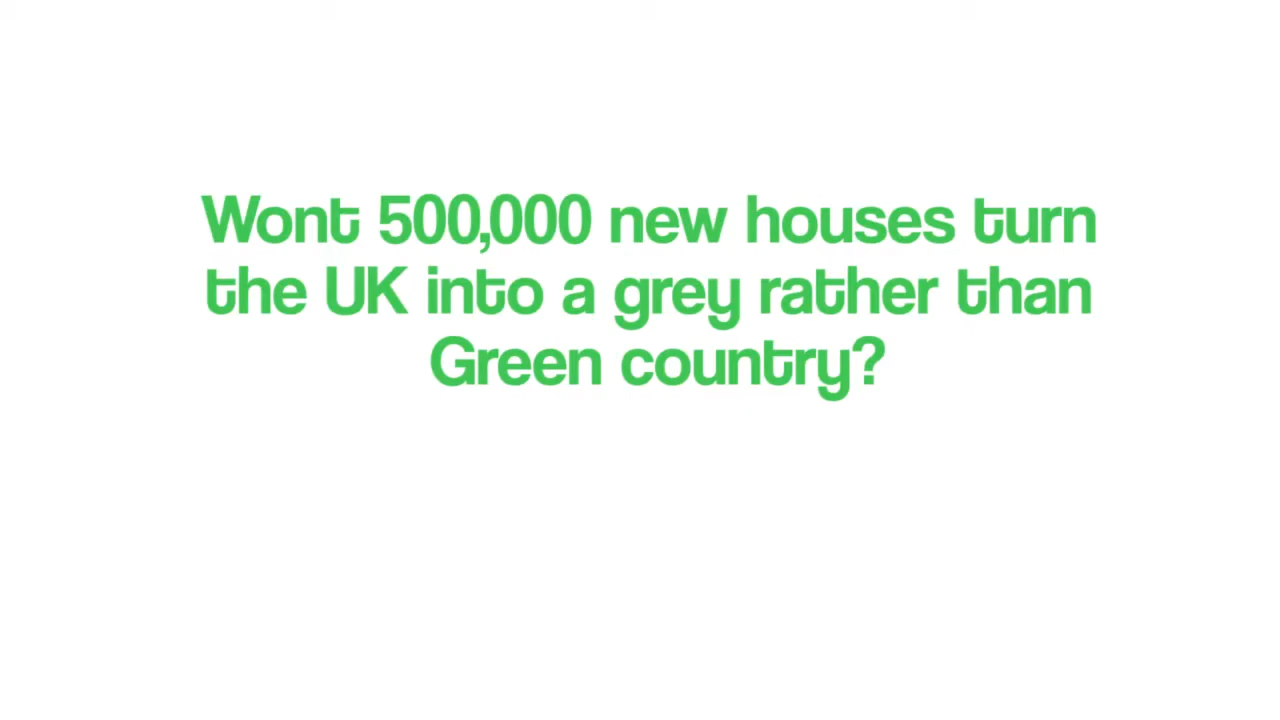 Wont 500,000 new houses turn
the UK into a grey rather than
Green country?